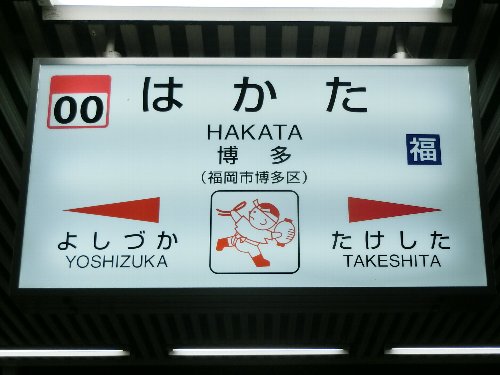 00
はかた
HAKATA
博多
福
(福岡市博多区)
よしづか
YOSHIZUKA
たけした
TAKESHITA